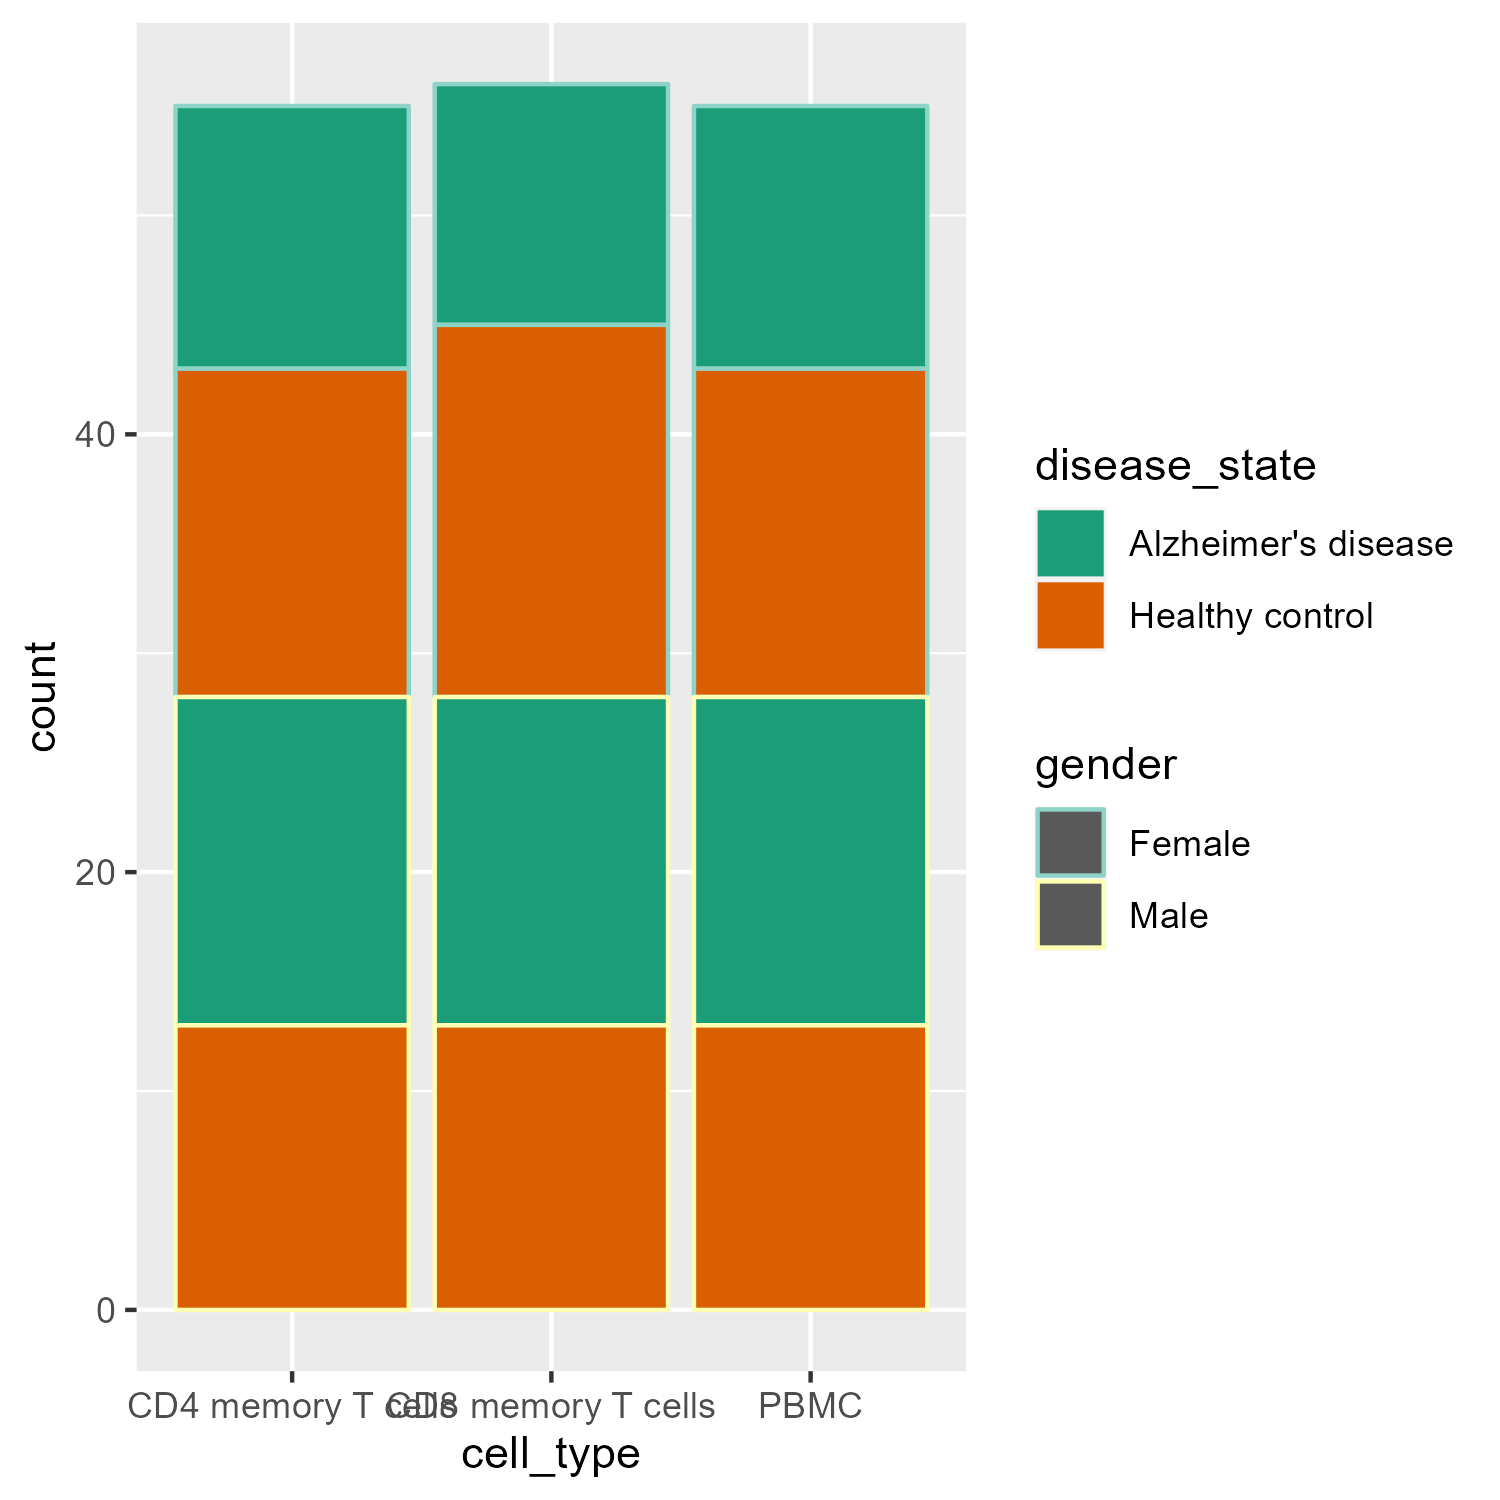 count
40
20
0
CD4 memory T cells
CD8 memory T cells
PBMC
cell_type
disease_state
Alzheimer's disease
Healthy control
gender
Female
Male